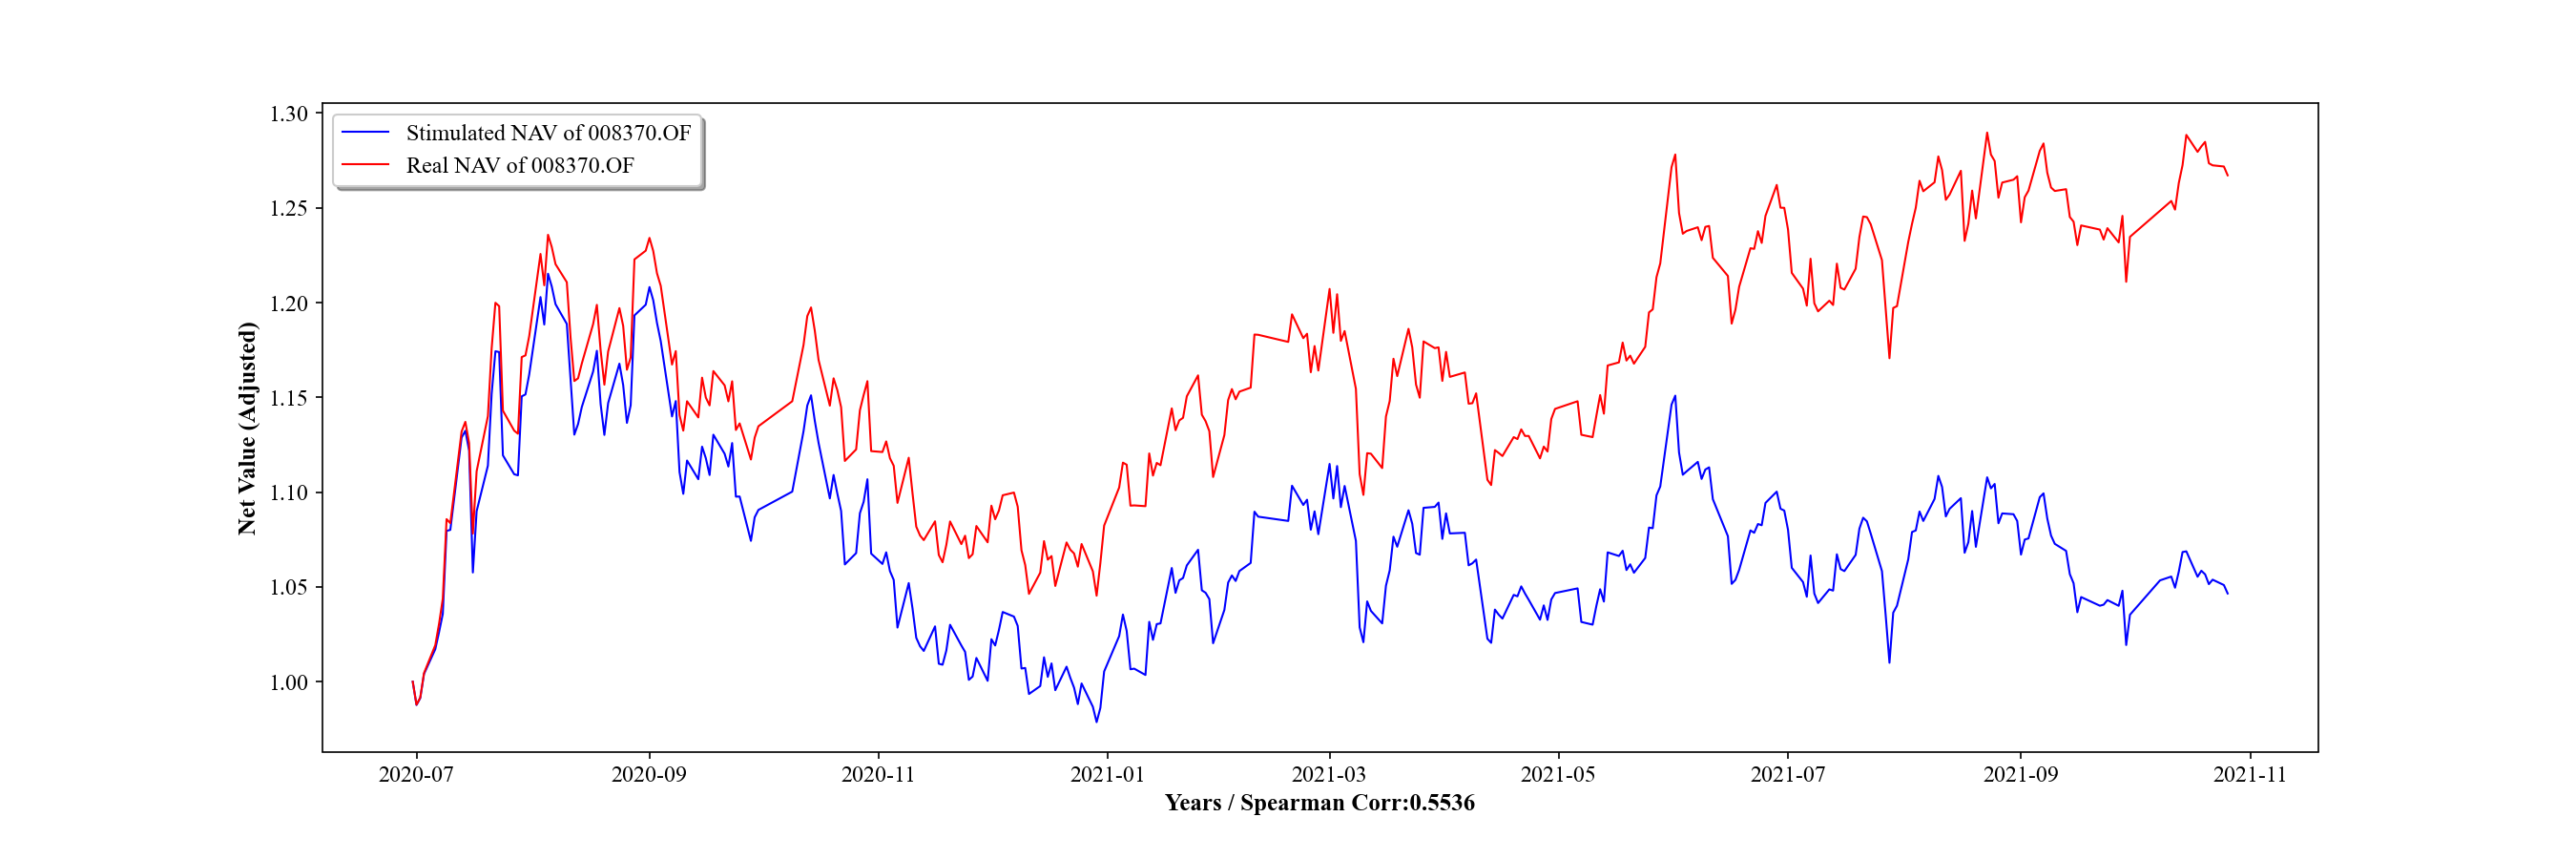 1.30
1.25
1.20
1.15
1.10
1.05
1.00
Net Value (Adjusted)
Stimulated NAV of 008370.OF
Real NAV of 008370.OF
2020-07 2020-09 2020-11 2021-01 2021-03 2021-05 2021-07 2021-09 2021-11
Years / Spearman Corr:0.5536